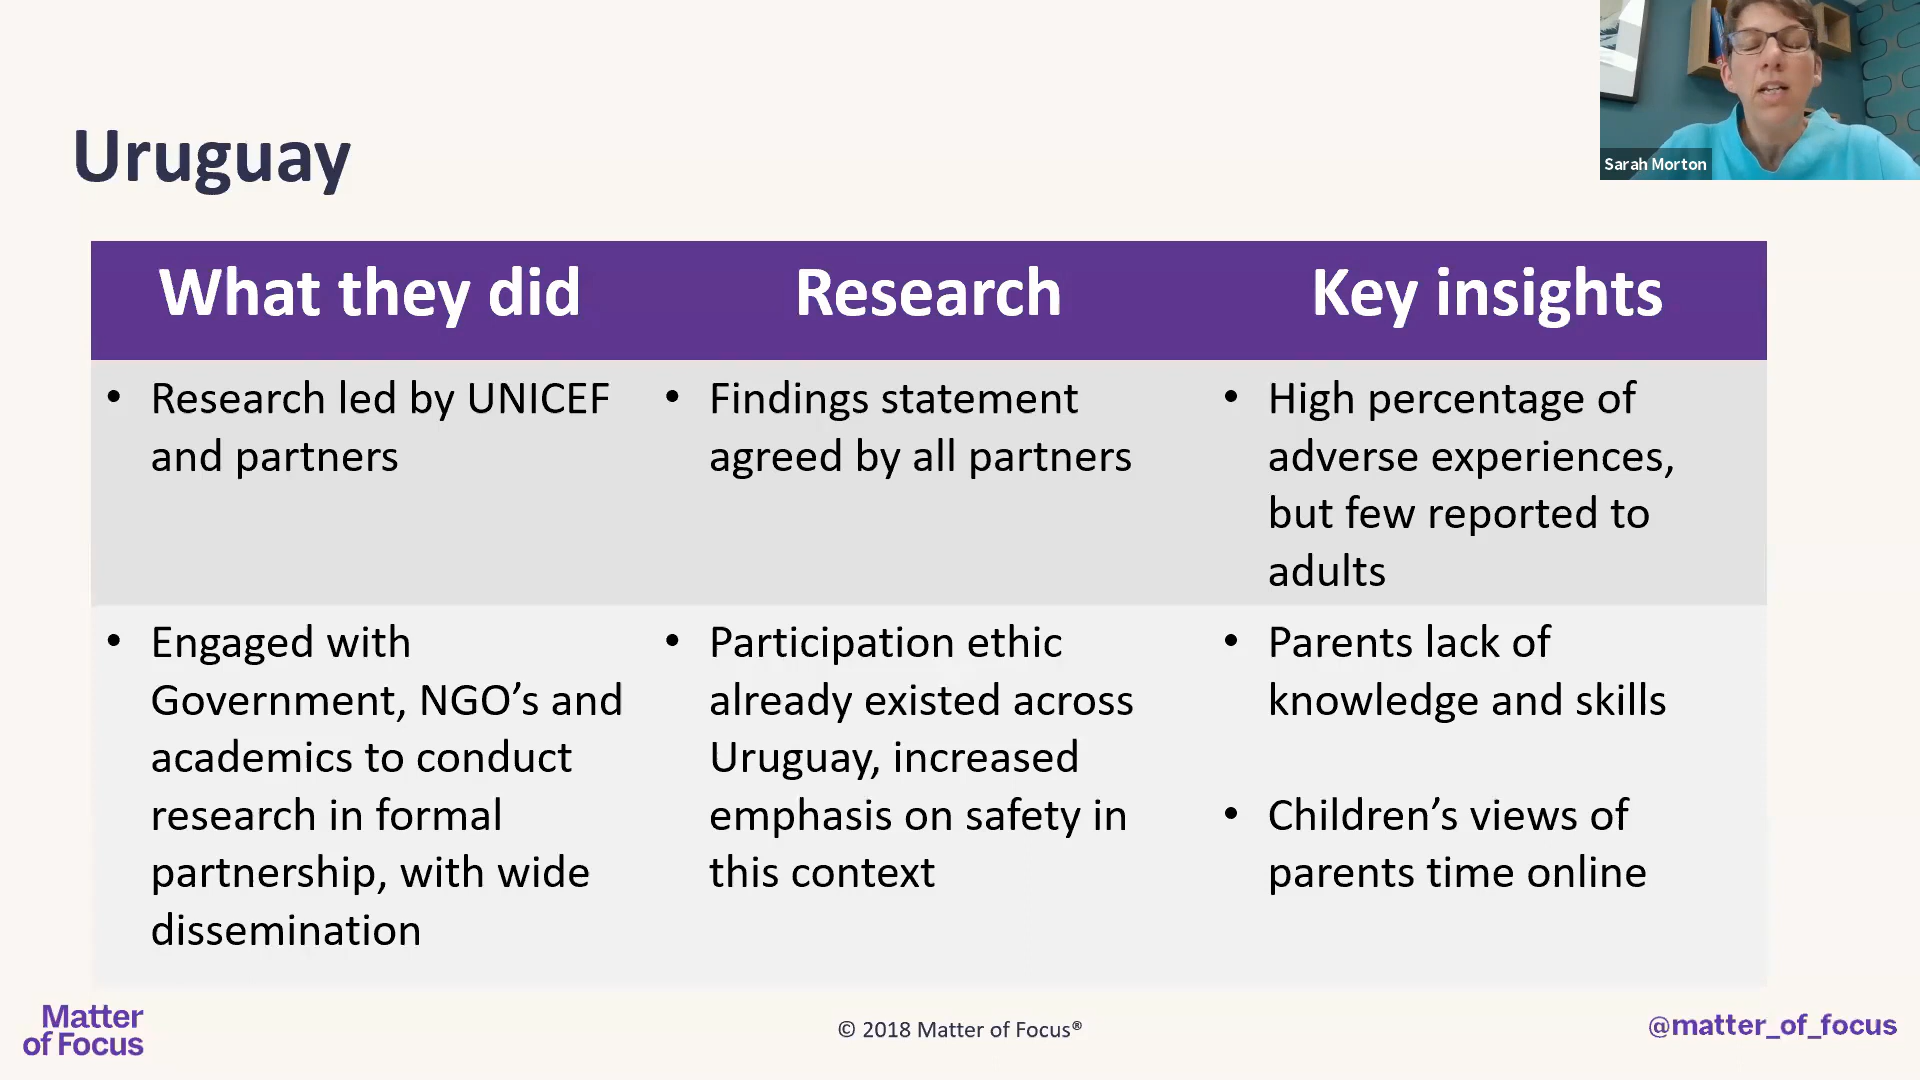 Uruguay
Sarah Morton
What they did
Research
Key insights
• Research led by UNICEF
and partners
• Findings statement
agreed by all partners
• High percentage of
adverse experiences,
but few reported to
adults
• Engaged with
Government, NGO’s and
academics to conduct
research in formal
partnership, with wide
dissemination
• Participation ethic
already existed across
Uruguay, increased
emphasis on safety in
this context
• Parents lack of
knowledge and skills
• Children’s views of
parents time online
Matter
of Focus
© 2018 Matter of Focus®
@matter_of_focus